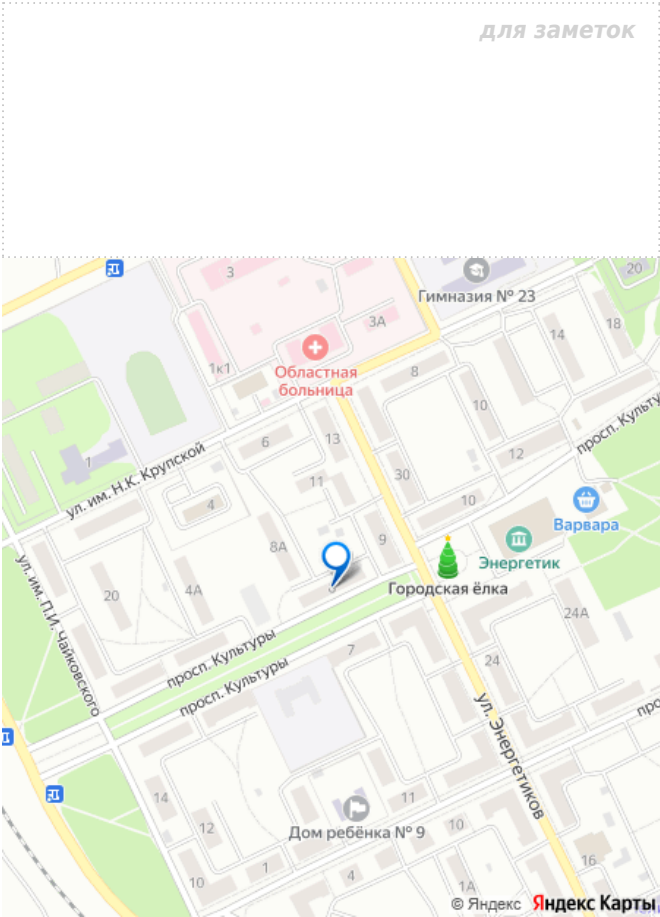 для заметок
3
20
Гимназия № 23
3А
18
14
1к1
Областная
больница
8
10
просп. Культу
13
6
12
30
1
ул. им. Н.К. Крупской
11
10
4
Варвара
9
8А
Энергетик
Городская ёлка
ул. им. П.И. Чайковского
20
4А
24А
просп. Культуры
7
24
просп. Культуры
ул. Энергетиков
про
14
11
12
Дом ребёнка № 9
10
16
1
4
10
1А
© Яндекс
Яндекс Карты